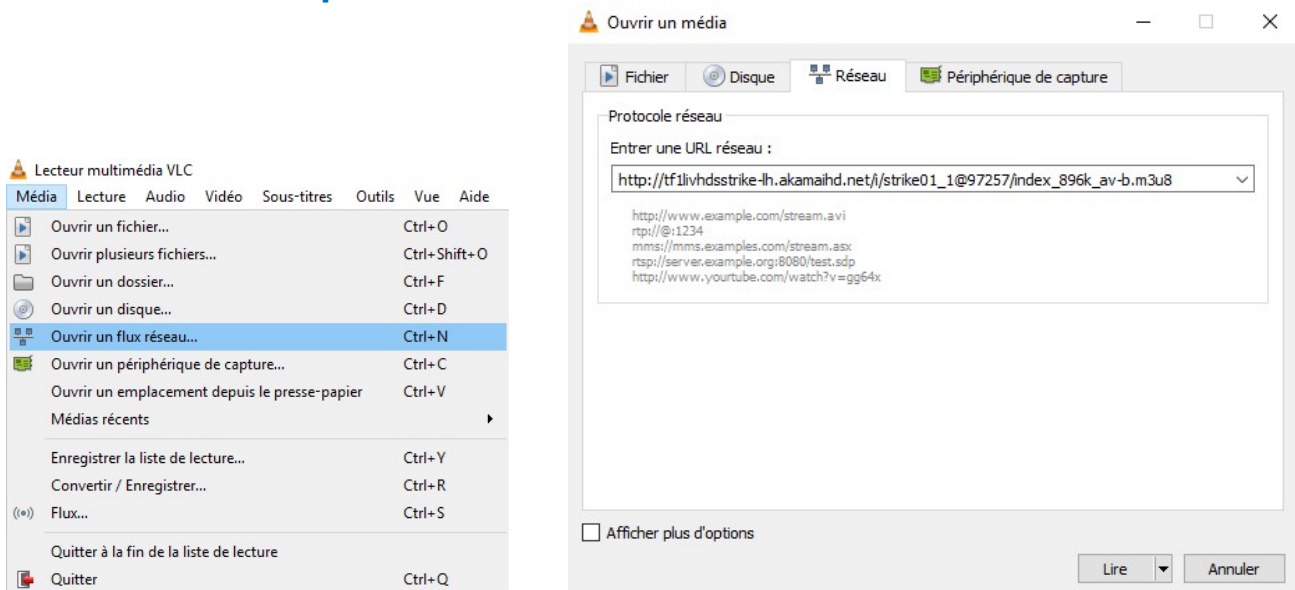 Lecteur multimédia VLC
Média Lecture Audio Vidéo Sous-titres Outils Vue Aide
Ouvrir un fichier... Ctrl+O
Ouvrir plusieurs fichiers... Ctrl+Shift+O
Ouvrir un dossier... Ctrl+F
Ouvrir un disque... Ctrl+D
Ouvrir un flux réseau... Ctrl+N
Ouvrir un périphérique de capture... Ctrl+C
Ouvrir un emplacement depuis le presse-papier Ctrl+V
Médias récents
Enregistrer la liste de lecture... Ctrl+Y
Convertir / Enregistrer... Ctrl+R
Flux... Ctrl+S
Quitter à la fin de la liste de lecture
Quitter Ctrl+Q
Ouvrir un média
Fichier Disque Réseau Périphérique de capture
Protocole réseau
Entrer une URL réseau :
http://tf1livhdsstrike-lh.akamaihd.net/i/strike01_1@97257/index_896k_av-b.m3u8
http://www.example.com/stream.avi
rtp://@:1234
mms://mms.examples.com/stream.asx
rtsp://server.example.org:8080/test.sdp
http://www.yourtube.com/watch?v=gg64x
Afficher plus d'options
Lire Annuler